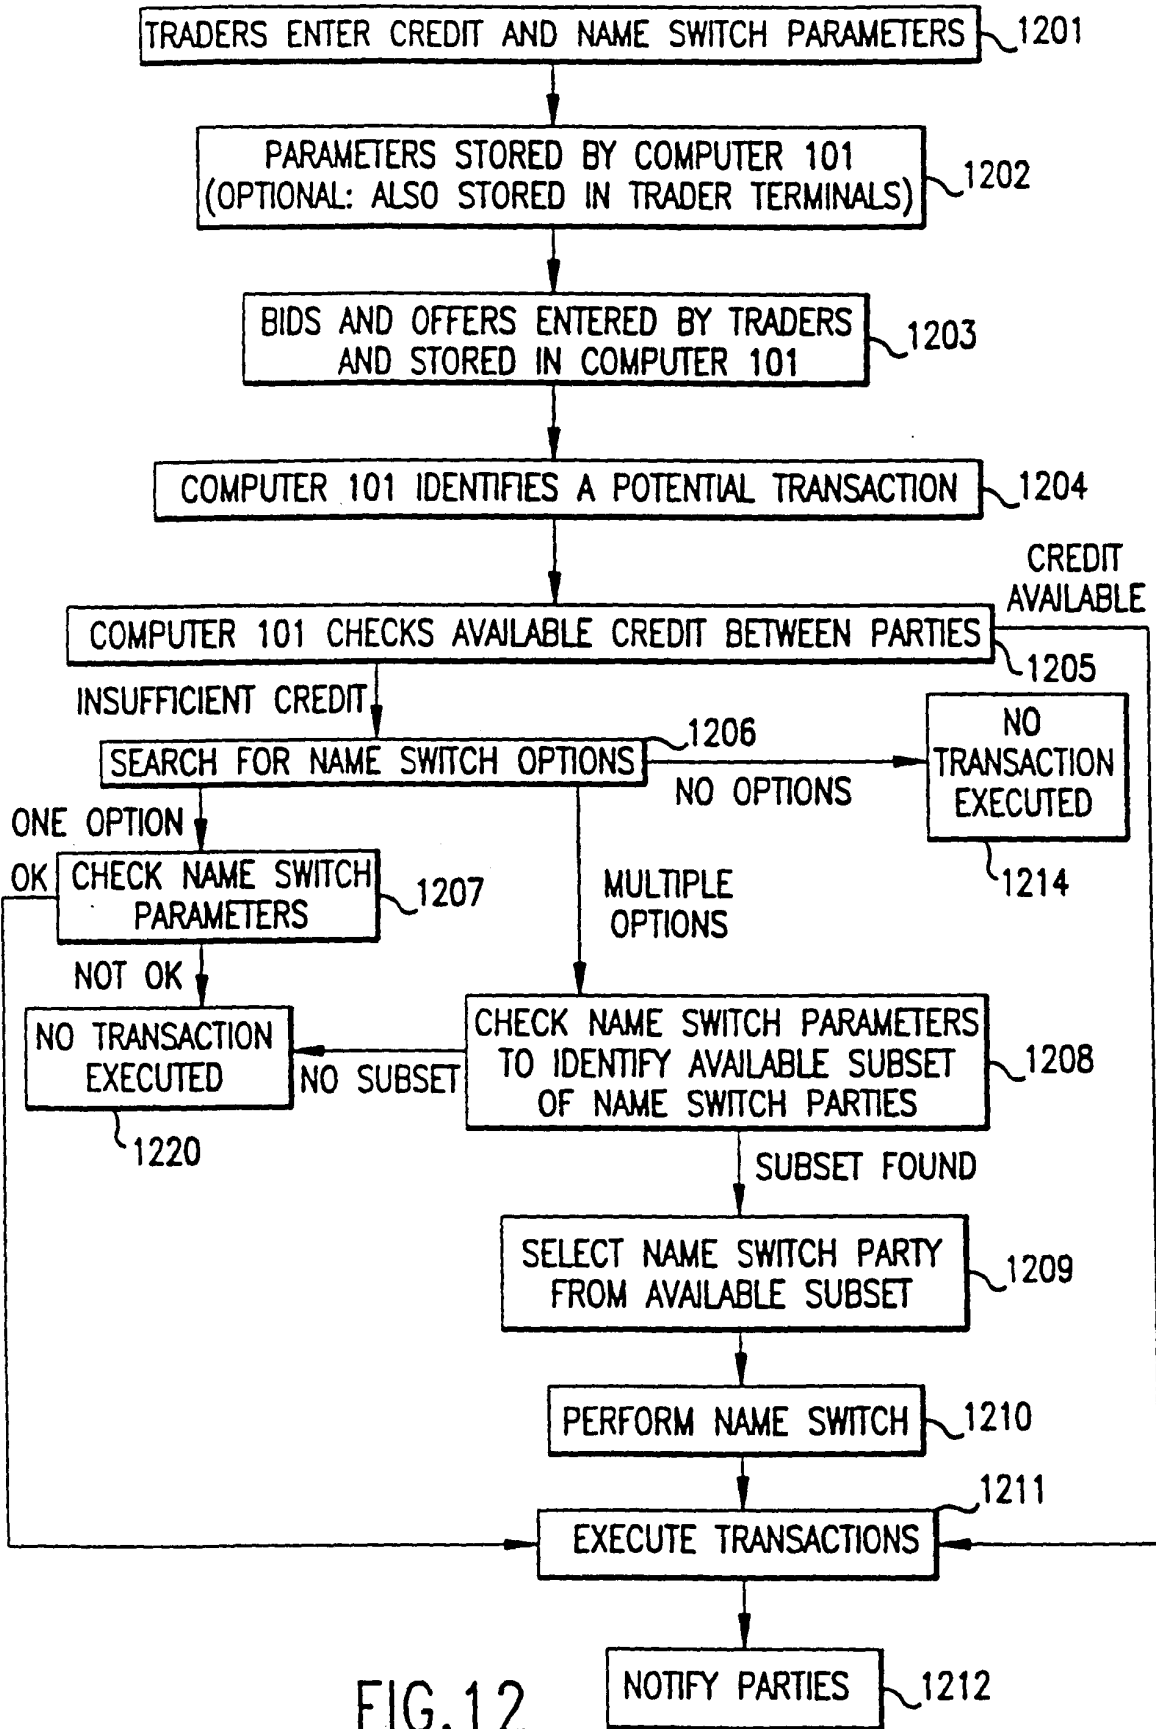 TRADERS ENTER CREDIT AND NAME SWITCH PARAMETERS
1201
PARAMETERS STORED BY COMPUTER 101
(OPTIONAL: ALSO STORED IN TRADER TERMINALS)
1202
BIDS AND OFFERS ENTERED BY TRADERS
AND STORED IN COMPUTER 101
1203
COMPUTER 101 IDENTIFIES A POTENTIAL TRANSACTION
1204
CREDIT
AVAILABLE
COMPUTER 101 CHECKS AVAILABLE CREDIT BETWEEN PARTIES
1205
INSUFFICIENT CREDIT
SEARCH FOR NAME SWITCH OPTIONS
1206
NO OPTIONS
NO
TRANSACTION
EXECUTED
1214
ONE OPTION
OK
CHECK NAME SWITCH
PARAMETERS
1207
MULTIPLE
OPTIONS
NOT OK
NO TRANSACTION
EXECUTED
1220
NO SUBSET
CHECK NAME SWITCH PARAMETERS
TO IDENTIFY AVAILABLE SUBSET
OF NAME SWITCH PARTIES
1208
SUBSET FOUND
SELECT NAME SWITCH PARTY
FROM AVAILABLE SUBSET
1209
PERFORM NAME SWITCH
1210
EXECUTE TRANSACTIONS
1211
NOTIFY PARTIES
1212
FIG.12